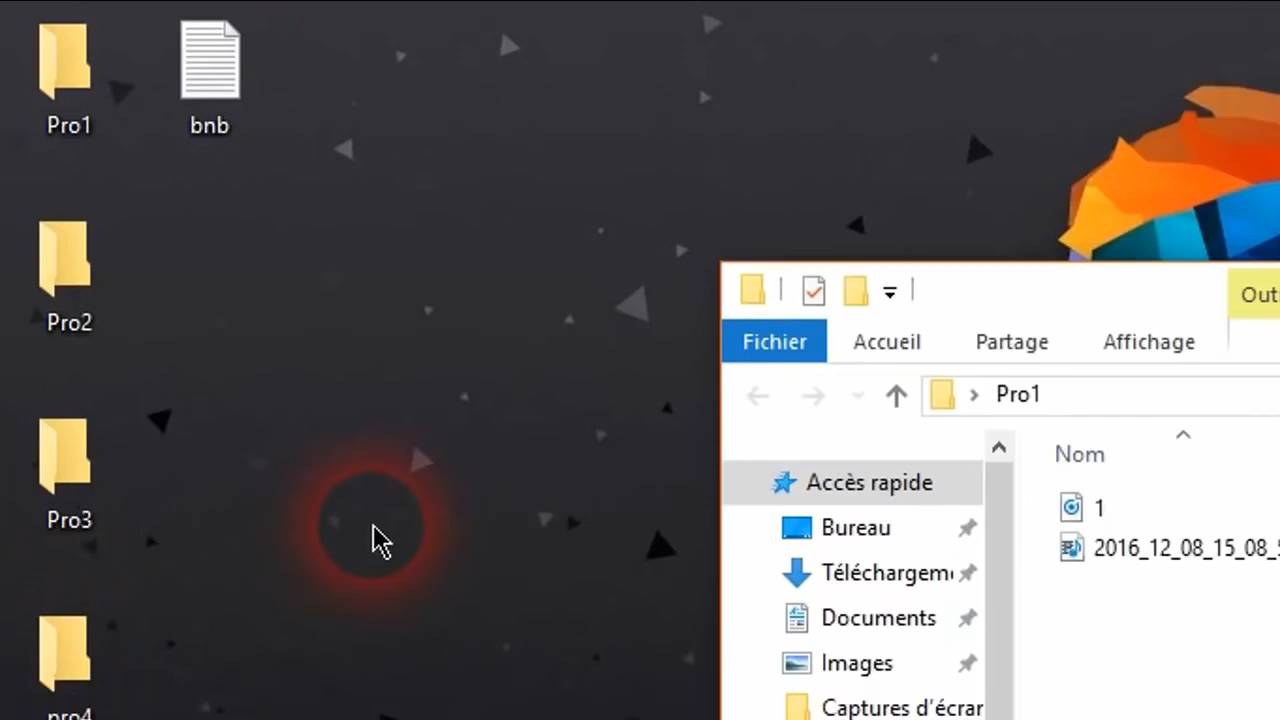 Pro1
bnb
Pro2
Pro3
pro4
Out
Fichier Accueil Partage Affichage
Pro1
Nom
Accès rapide
1
Bureau
2016_12_08_15_08_
Téléchargem
Documents
Images
Captures d'écrar